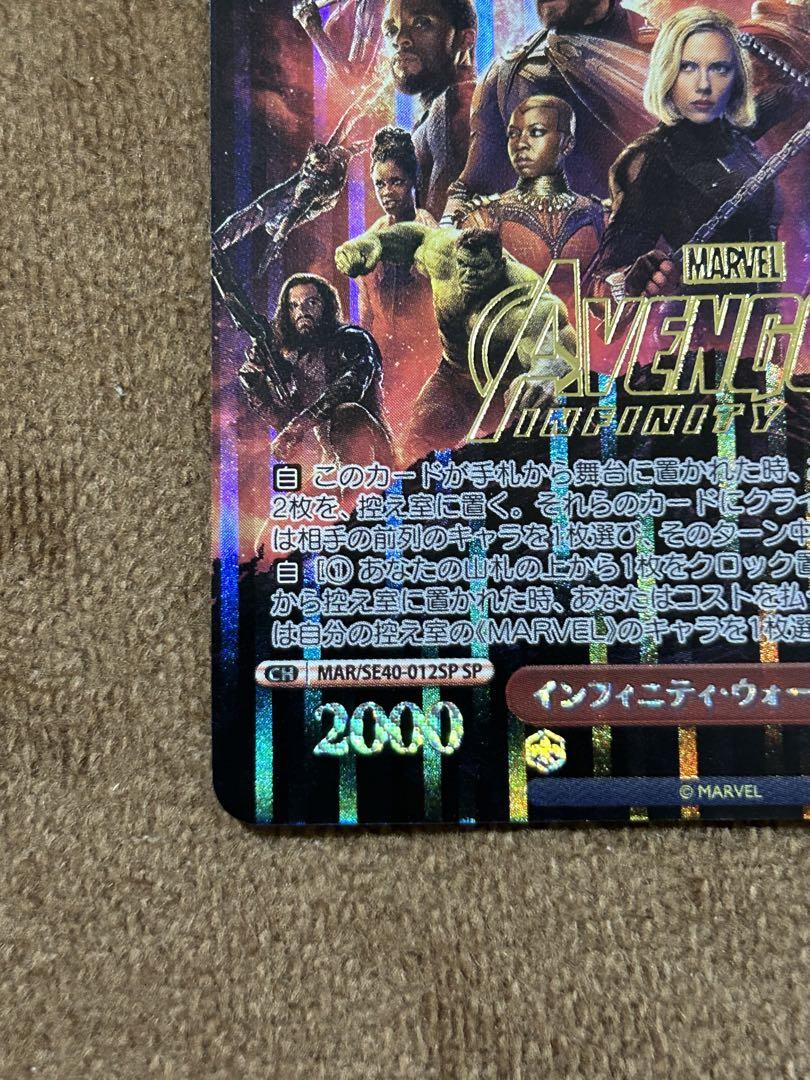 MARVEL
AVENG
INFINITY
自 このカードが手札から舞台に置かれた時、
2枚を、控え室に置く。それらのカードにクラ
は相手の前列のキャラを1枚選び、そのターン中
自 [① あなたの山札の上から1枚をクロック置
から控え室に置かれた時、あなたはコストを払
は自分の控え室の《MARVEL》のキャラを1枚選
CH MAR/SE40-012SP SP
インフィニティ・ウォー
2000
© MARVEL